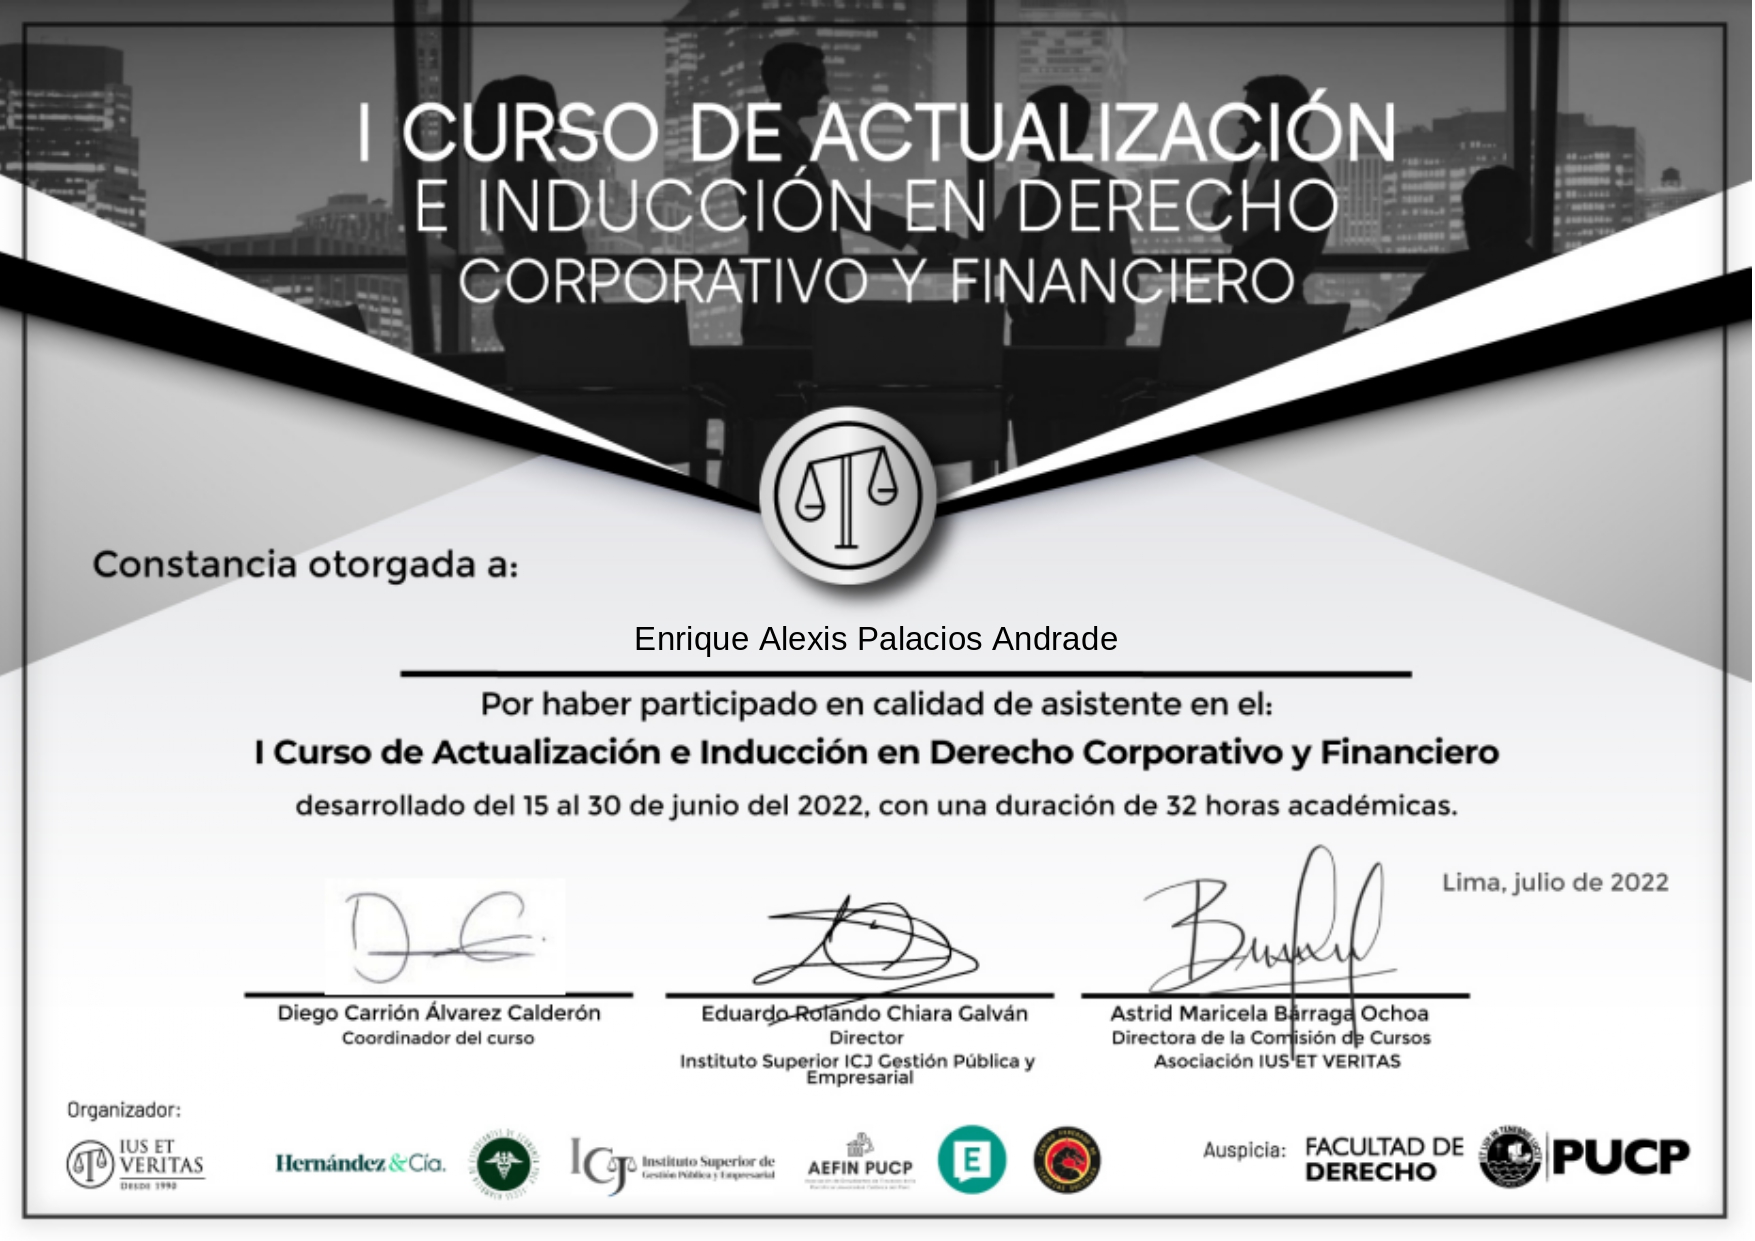 I CURSO DE ACTUALIZACIÓN
E INDUCCIÓN EN DERECHO
CORPORATIVO Y FINANCIERO
Constancia otorgada a:
Enrique Alexis Palacios Andrade
Por haber participado en calidad de asistente en el:
I Curso de Actualización e Inducción en Derecho Corporativo y Financiero
desarrollado del 15 al 30 de junio del 2022, con una duración de 32 horas académicas.
Lima, julio de 2022
Diego Carrión Álvarez Calderón
Coordinador del curso
Eduardo Rolando Chiara Galván
Director
Instituto Superior ICJ Gestión Pública y
Empresarial
Astrid Maricela Bárraga Ochoa
Directora de la Comisión de Cursos
Asociación IUS ET VERITAS
Organizador:
IUS ET
VERITAS
DESDE 1990
Hernández & Cía.
ICJ
Instituto Superior de
Gestión Pública y Empresarial
AEFIN PUCP
E
Auspicia:
FACULTAD DE
DERECHO
PUCP